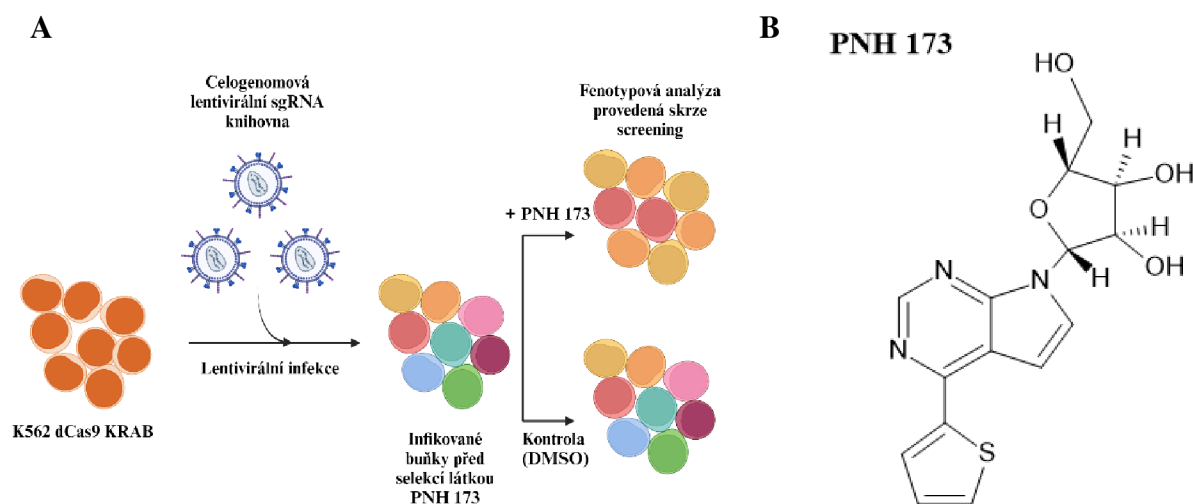 A
Celogenomová
lentivirální sgRNA
knihovna
Lentivirální infekce
K562 dCas9 KRAB
Infikované
buňky před
selekcí látkou
PNH 173
Fenotypová analýza
provedená skrze
screening
+ PNH 173
Kontrola
(DMSO)
B
PNH 173
HO
H
H
OH
O
H
OH
H
N
N
N
S